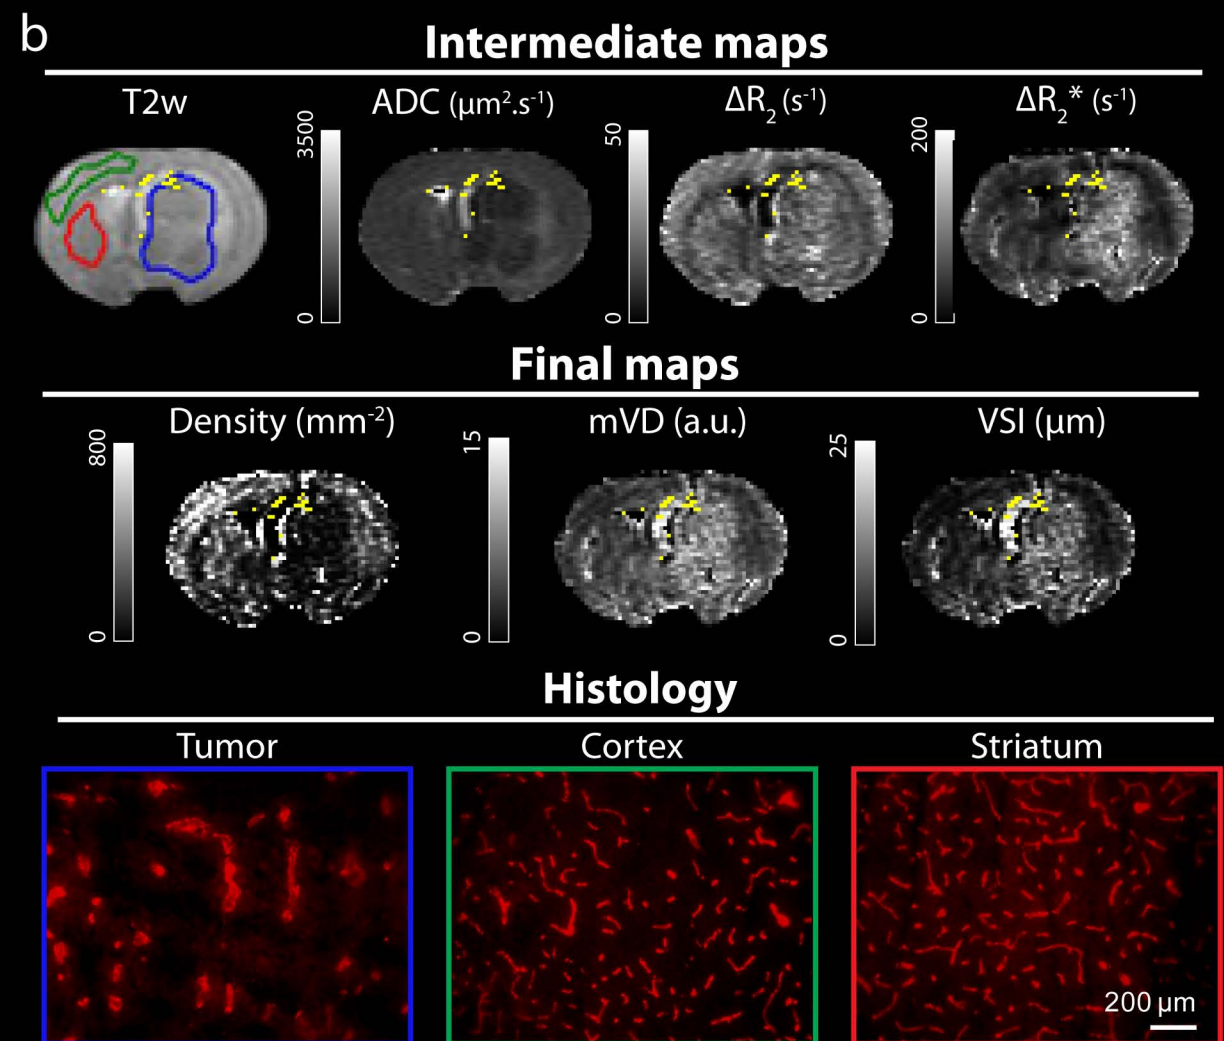 b
Intermediate maps
T2w
ADC (μm².s⁻¹)
ΔR₂ (s⁻¹)
ΔR₂* (s⁻¹)
3500
0
50
0
200
0
Final maps
Density (mm⁻²)
mVD (a.u.)
VSI (μm)
800
0
15
0
25
0
Histology
Tumor
Cortex
Striatum
200 μm